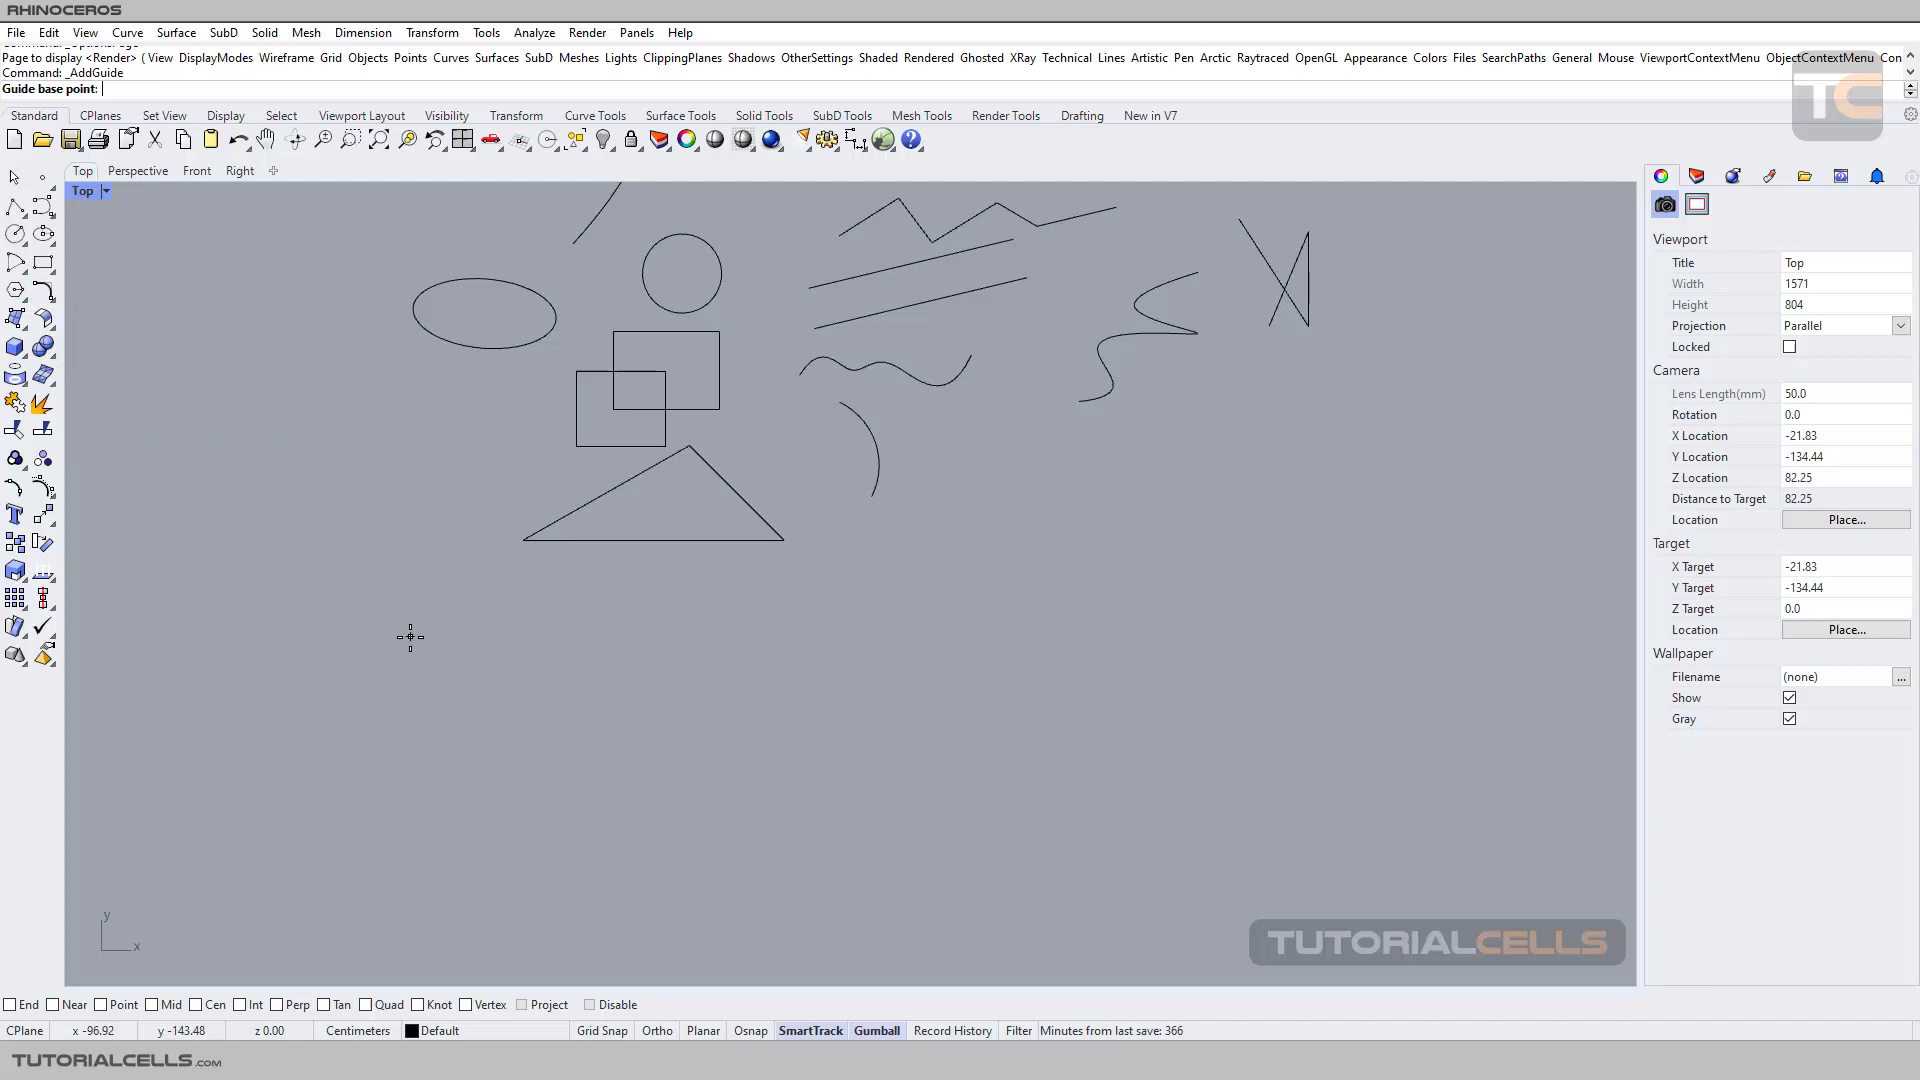 RHINOCEROS
File Edit View Curve Surface SubD Solid Mesh Dimension Transform Tools Analyze Render Panels Help
Page to display <Render> ( View DisplayModes Wireframe Grid Objects Points Curves Surfaces SubD Meshes Lights ClippingPlanes Shadows OtherSettings Shaded Rendered Ghosted XRay Technical Lines Artistic Pen Arctic Raytraced OpenGL Appearance Colors Files SearchPaths General Mouse ViewportContextMenu ObjectContextMenu Con
Command: _AddGuide
Guide base point:
TC
Standard CPlanes Set View Display Select Viewport Layout Visibility Transform Curve Tools Surface Tools Solid Tools SubD Tools Mesh Tools Render Tools Drafting New in V7
Top Perspective Front Right
Top
Viewport
Title Top
Width 1571
Height 804
Projection Parallel
Locked
Camera
Lens Length(mm) 50.0
Rotation 0.0
X Location -21.83
Y Location -134.44
Z Location 82.25
Distance to Target 82.25
Location Place...
Target
X Target -21.83
Y Target -134.44
Z Target 0.0
Location Place...
Wallpaper
Filename (none) ...
Show
Gray
y
x
TUTORIALCELLS
End Near Point Mid Cen Int Perp Tan Quad Knot Vertex Project Disable
CPlane x -96.92 y -143.48 z 0.00 Centimeters Default Grid Snap Ortho Planar Osnap SmartTrack Gumball Record History Filter Minutes from last save: 366
TUTORIALCELLS.COM